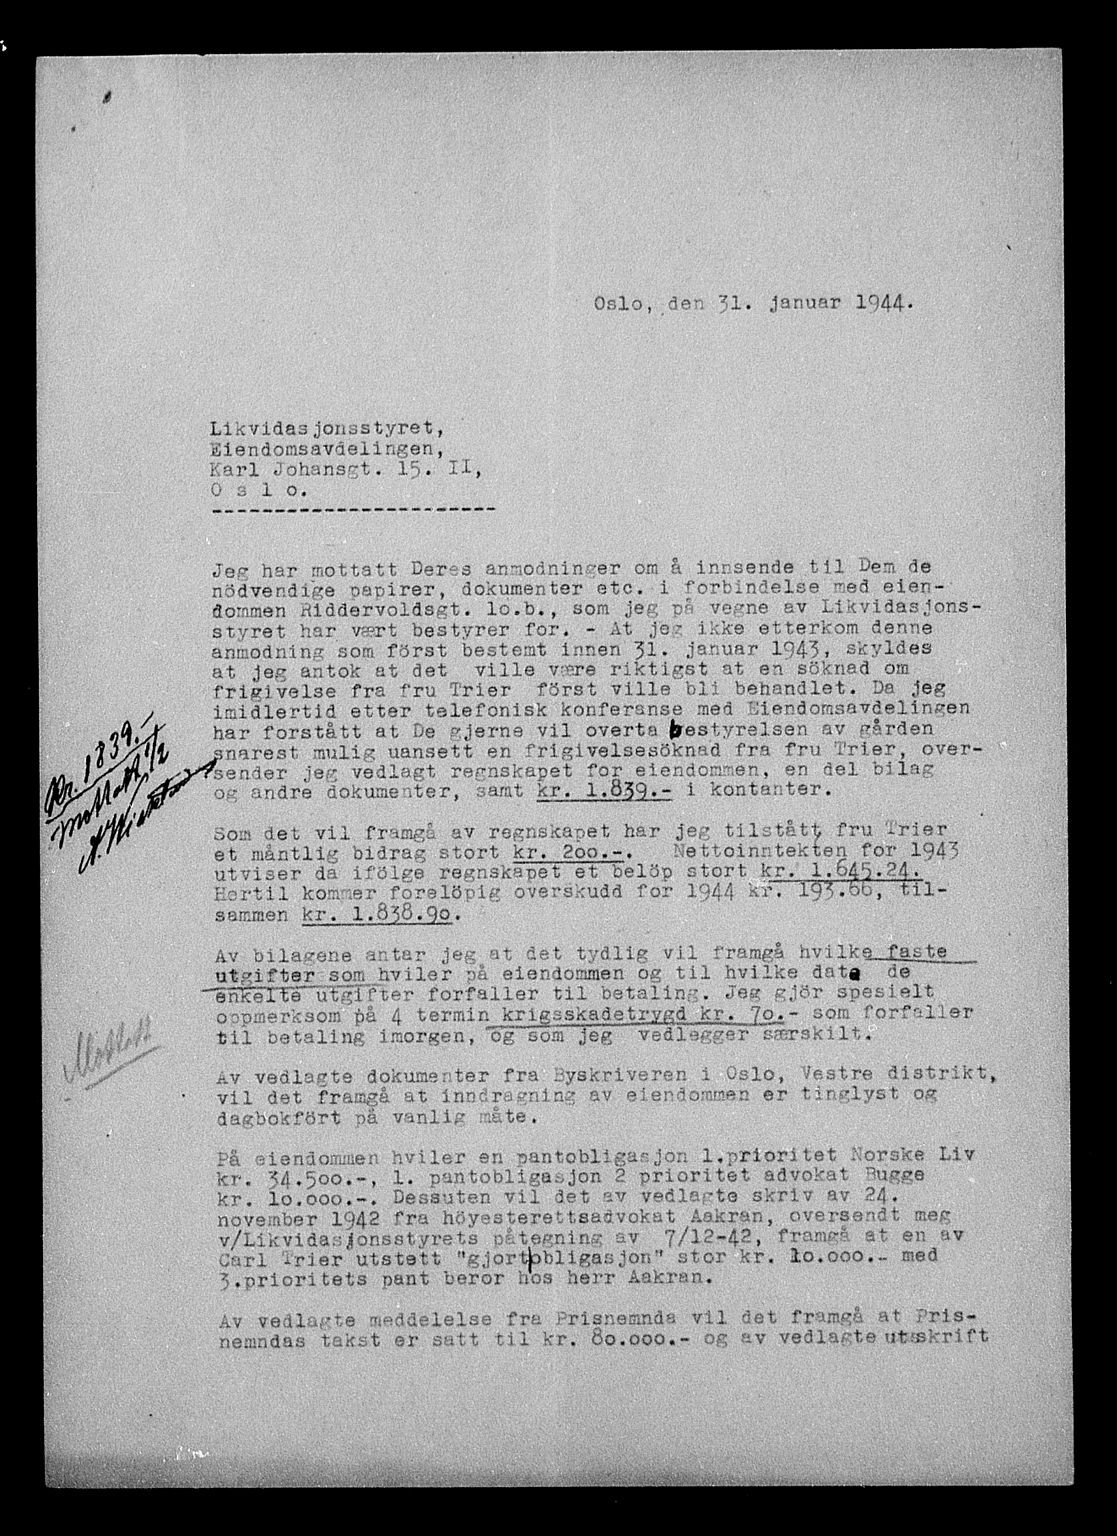 Oslo, den 31. januar 1944.
Likvidasjonsstyret,
Eiendomsavdelingen,
Karl Johansgt. 15. II,
O s l o.
-----------------------
Jeg har mottatt Deres anmodninger om å innsende til Dem de
nödvendige papirer, dokumenter etc. i forbindelse med eien-
dommen Riddervoldsgt. lo.b., som jeg på vegne av Likvidasjons-
styret har vært bestyrer for. - At jeg ikke etterkom denne
anmodning som först bestemt innen 31. januar 1943, skyldes
at jeg antok at det ville være riktigst at en söknad om
frigivelse fra fru Trier först ville bli behandlet. Da jeg
imidlertid etter telefonisk konferanse med Eiendomsavdelingen
har forstått at De gjerne vil overta bestyrelsen av gården
snarest mulig uansett en frigivelsesöknad fra fru Trier, over-
sender jeg vedlagt regnskapet for eiendommen, en del bilag
og andre dokumenter, samt kr. 1.839.- i kontanter.
Kr. 1839.-
Mottatt 1/2
Som det vil framgå av regnskapet har jeg tilstått fru Trier
et måntlig bidrag stort kr. 2oo.-. Nettoinntekten for 1943
utviser da ifölge regnskapet et belöp stort kr. 1.645.24.
Hertil kommer forelöpig overskudd for 1944 kr. 193.66, til-
sammen kr. 1.838.9o.
Av bilagene antar jeg at det tydlig vil framgå hvilke faste
utgifter som hviler på eiendommen og til hvilke data de
enkelte utgifter forfaller til betaling. Jeg gjör spesielt
oppmerksom på 4 termin krigsskadetrygd kr. 7o.- som forfaller
til betaling imorgen, og som jeg vedlegger særskilt.
Mottatt
Av vedlagte dokumenter fra Byskriveren i Oslo, Vestre distrikt,
vil det framgå at inndragning av eiendommen er tinglyst og
dagbokfört på vanlig måte.
På eiendommen hviler en pantobligasjon 1.prioritet Norske Liv
kr. 34.5oo.-, 1. pantobligasjon 2 prioritet advokat Bugge
kr. lo.ooo.-. Dessuten vil det av vedlagte skriv av 24.
november 1942 fra höyesterettsadvokat Aakran, oversendt meg
v/Likvidasjonsstyrets påtegning av 7/12-42, framgå at en av
Carl Trier utstett "gjort|obligasjon" stor kr. lo.ooo.- med
3.prioritets pant beror hos herr Aakran.
Av vedlagte meddelelse fra Prisnemnda vil det framgå at Pris-
nemndas takst er satt til kr. 8o.ooo.- og av vedlagte utskrift